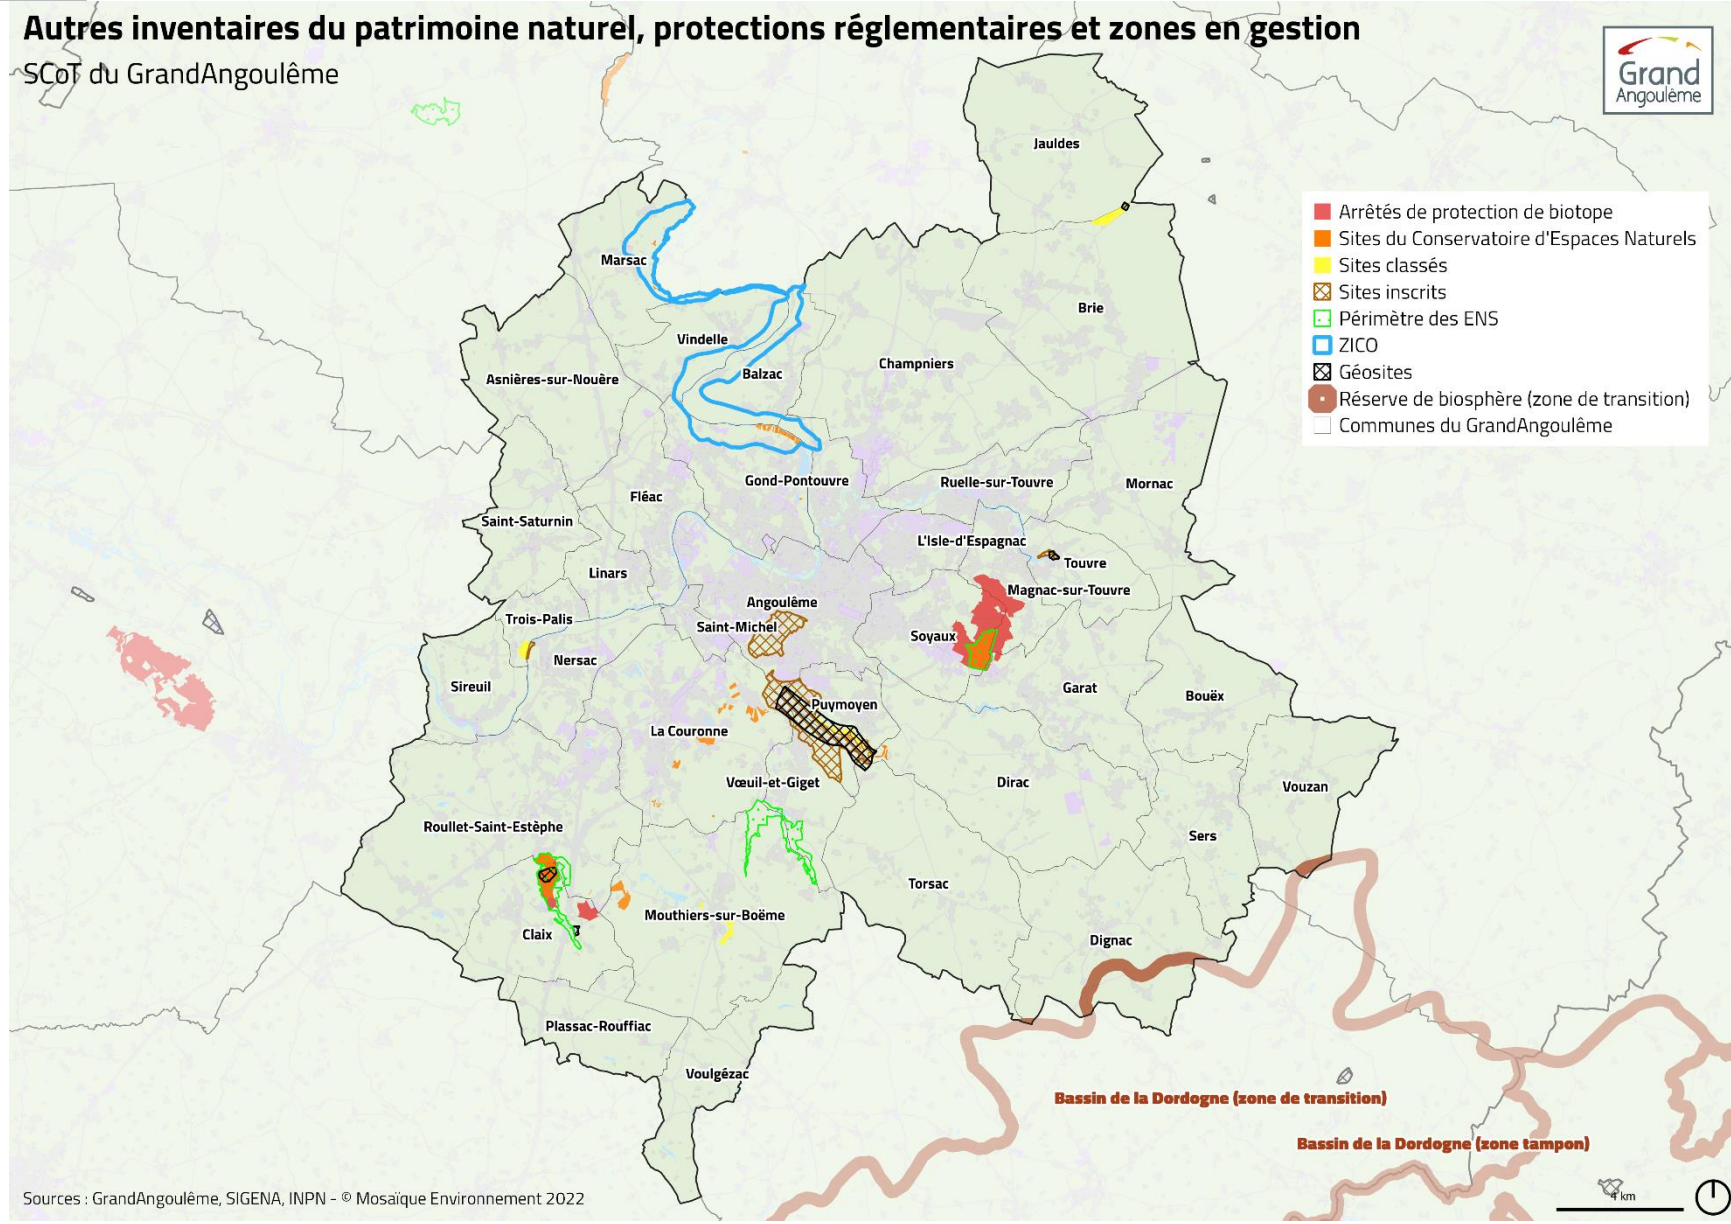 Autres inventaires du patrimoine naturel, protections réglementaires et zones en gestion
SCoT du GrandAngoulême
Grand
Angoulême
Arrêtés de protection de biotope
Sites du Conservatoire d'Espaces Naturels
Sites classés
Sites inscrits
Périmètre des ENS
ZICO
Géosites
Réserve de biosphère (zone de transition)
Communes du GrandAngoulême
Jauldes
Marsac
Brie
Vindelle
Champniers
Balzac
Asnières-sur-Nouère
Gond-Pontouvre
Ruelle-sur-Touvre
Mornac
Fléac
Saint-Saturnin
L'Isle-d'Espagnac
Touvre
Linars
Magnac-sur-Touvre
Angoulême
Trois-Palis
Saint-Michel
Soyaux
Nersac
Sireuil
Garat
Bouëx
Puymoyen
La Couronne
Vœuil-et-Giget
Dirac
Vouzan
Roullet-Saint-Estèphe
Sers
Torsac
Mouthiers-sur-Boëme
Claix
Dignac
Plassac-Rouffiac
Voulgézac
Bassin de la Dordogne (zone de transition)
Bassin de la Dordogne (zone tampon)
Sources : GrandAngoulême, SIGENA, INPN - © Mosaïque Environnement 2022
4 km